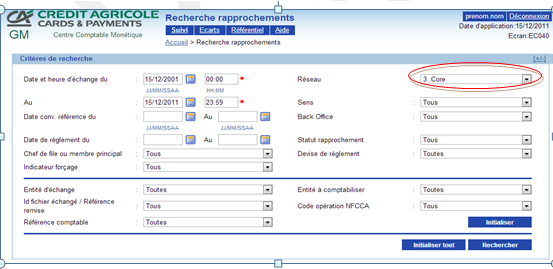 CREDIT AGRICOLE
CARDS & PAYMENTS
GM Centre Comptable Monétique
Recherche rapprochements
Suivi Ecarts Référentiel Aide
Accueil > Recherche rapprochements
prenom.nom Déconnexion
Date d'application:15/12/2011
Ecran:EC040
Critères de recherche [+/-]
Date et heure d'échange du : 15/12/2001 00:00 * Réseau : 3. Core
JJ/MM/SSAA HH:MM
Au : 15/12/2011 23:59 * Sens : Tous
Date conv. référence du : Au Back Office : Tous
JJ/MM/SSAA JJ/MM/SSAA
Date de réglement du : Au Statut rapprochement : Tous
Chef de file ou membre principal : Tous Devise de réglement : Toutes
Indicateur forçage : Tous
Entité d'échange : Toutes Entité à comptabiliser : Toutes
Id fichier échangé / Référence remise : Tous Code opération NFCCA : Tous
Référence comptable : Toutes Initialiser
Initialiser tout Rechercher